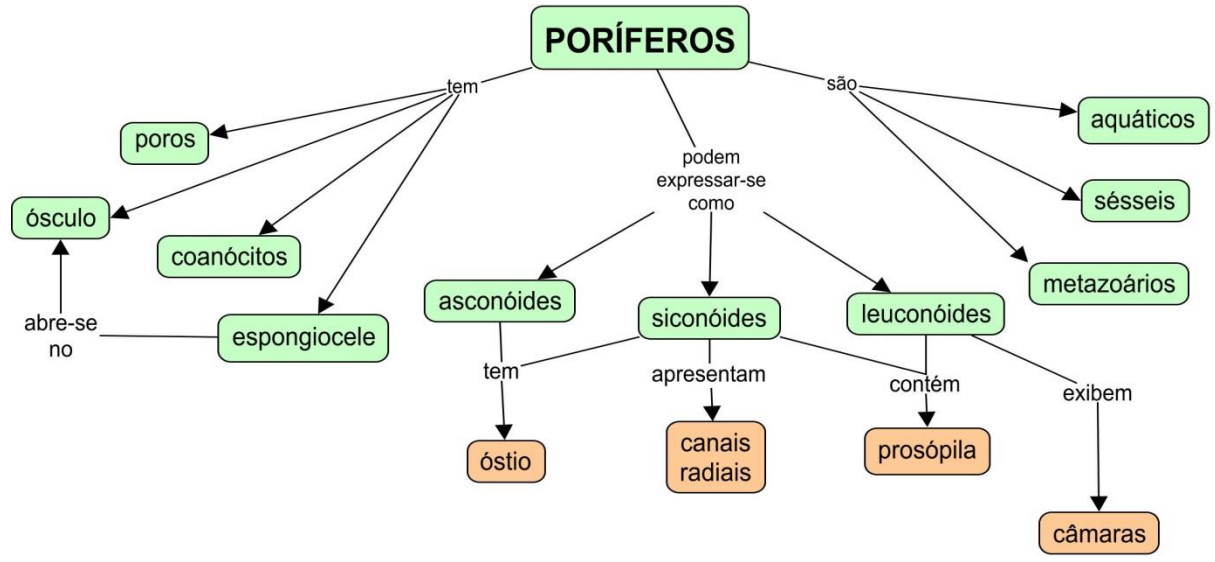 PORÍFEROS
tem
são
poros
aquáticos
podem
expressar-se
como
ósculo
sésseis
coanócitos
metazoários
asconóides
siconóides
leuconóides
abre-se
no
espongiocele
tem
apresentam
contém
exibem
óstio
canais
radiais
prosópila
câmaras